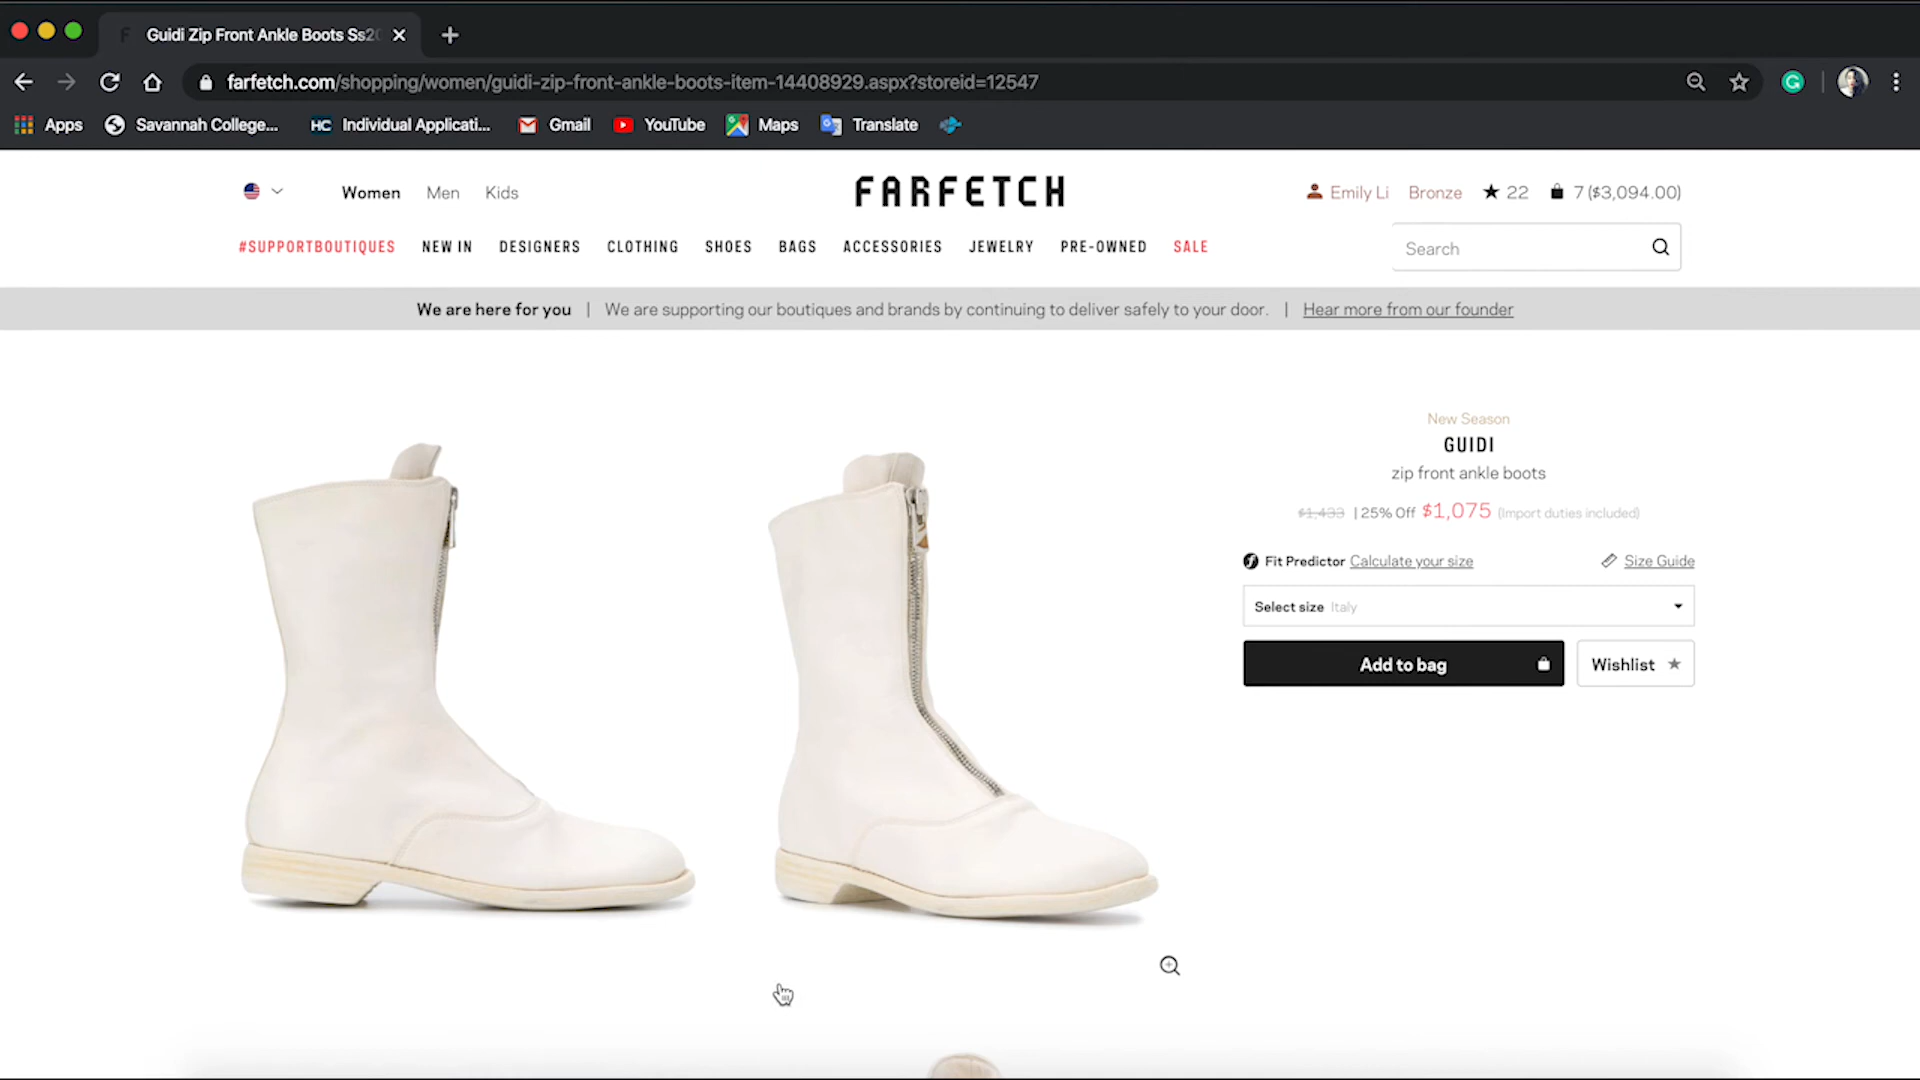 Guidi Zip Front Ankle Boots Ss20
farfetch.com/shopping/women/guidi-zip-front-ankle-boots-item-14408929.aspx?storeid=12547
Apps Savannah College... HC Individual Applicati... Gmail YouTube Maps Translate
Women Men Kids FARFETCH Emily Li Bronze 22 7 ($3,094.00)
#SUPPORTBOUTIQUES NEW IN DESIGNERS CLOTHING SHOES BAGS ACCESSORIES JEWELRY PRE-OWNED SALE Search
We are here for you | We are supporting our boutiques and brands by continuing to deliver safely to your door. | Hear more from our founder
New Season
GUIDI
zip front ankle boots
$1,433 | 25% Off $1,075 (Import duties included)
Fit Predictor Calculate your size Size Guide
Select size Italy
Add to bag Wishlist